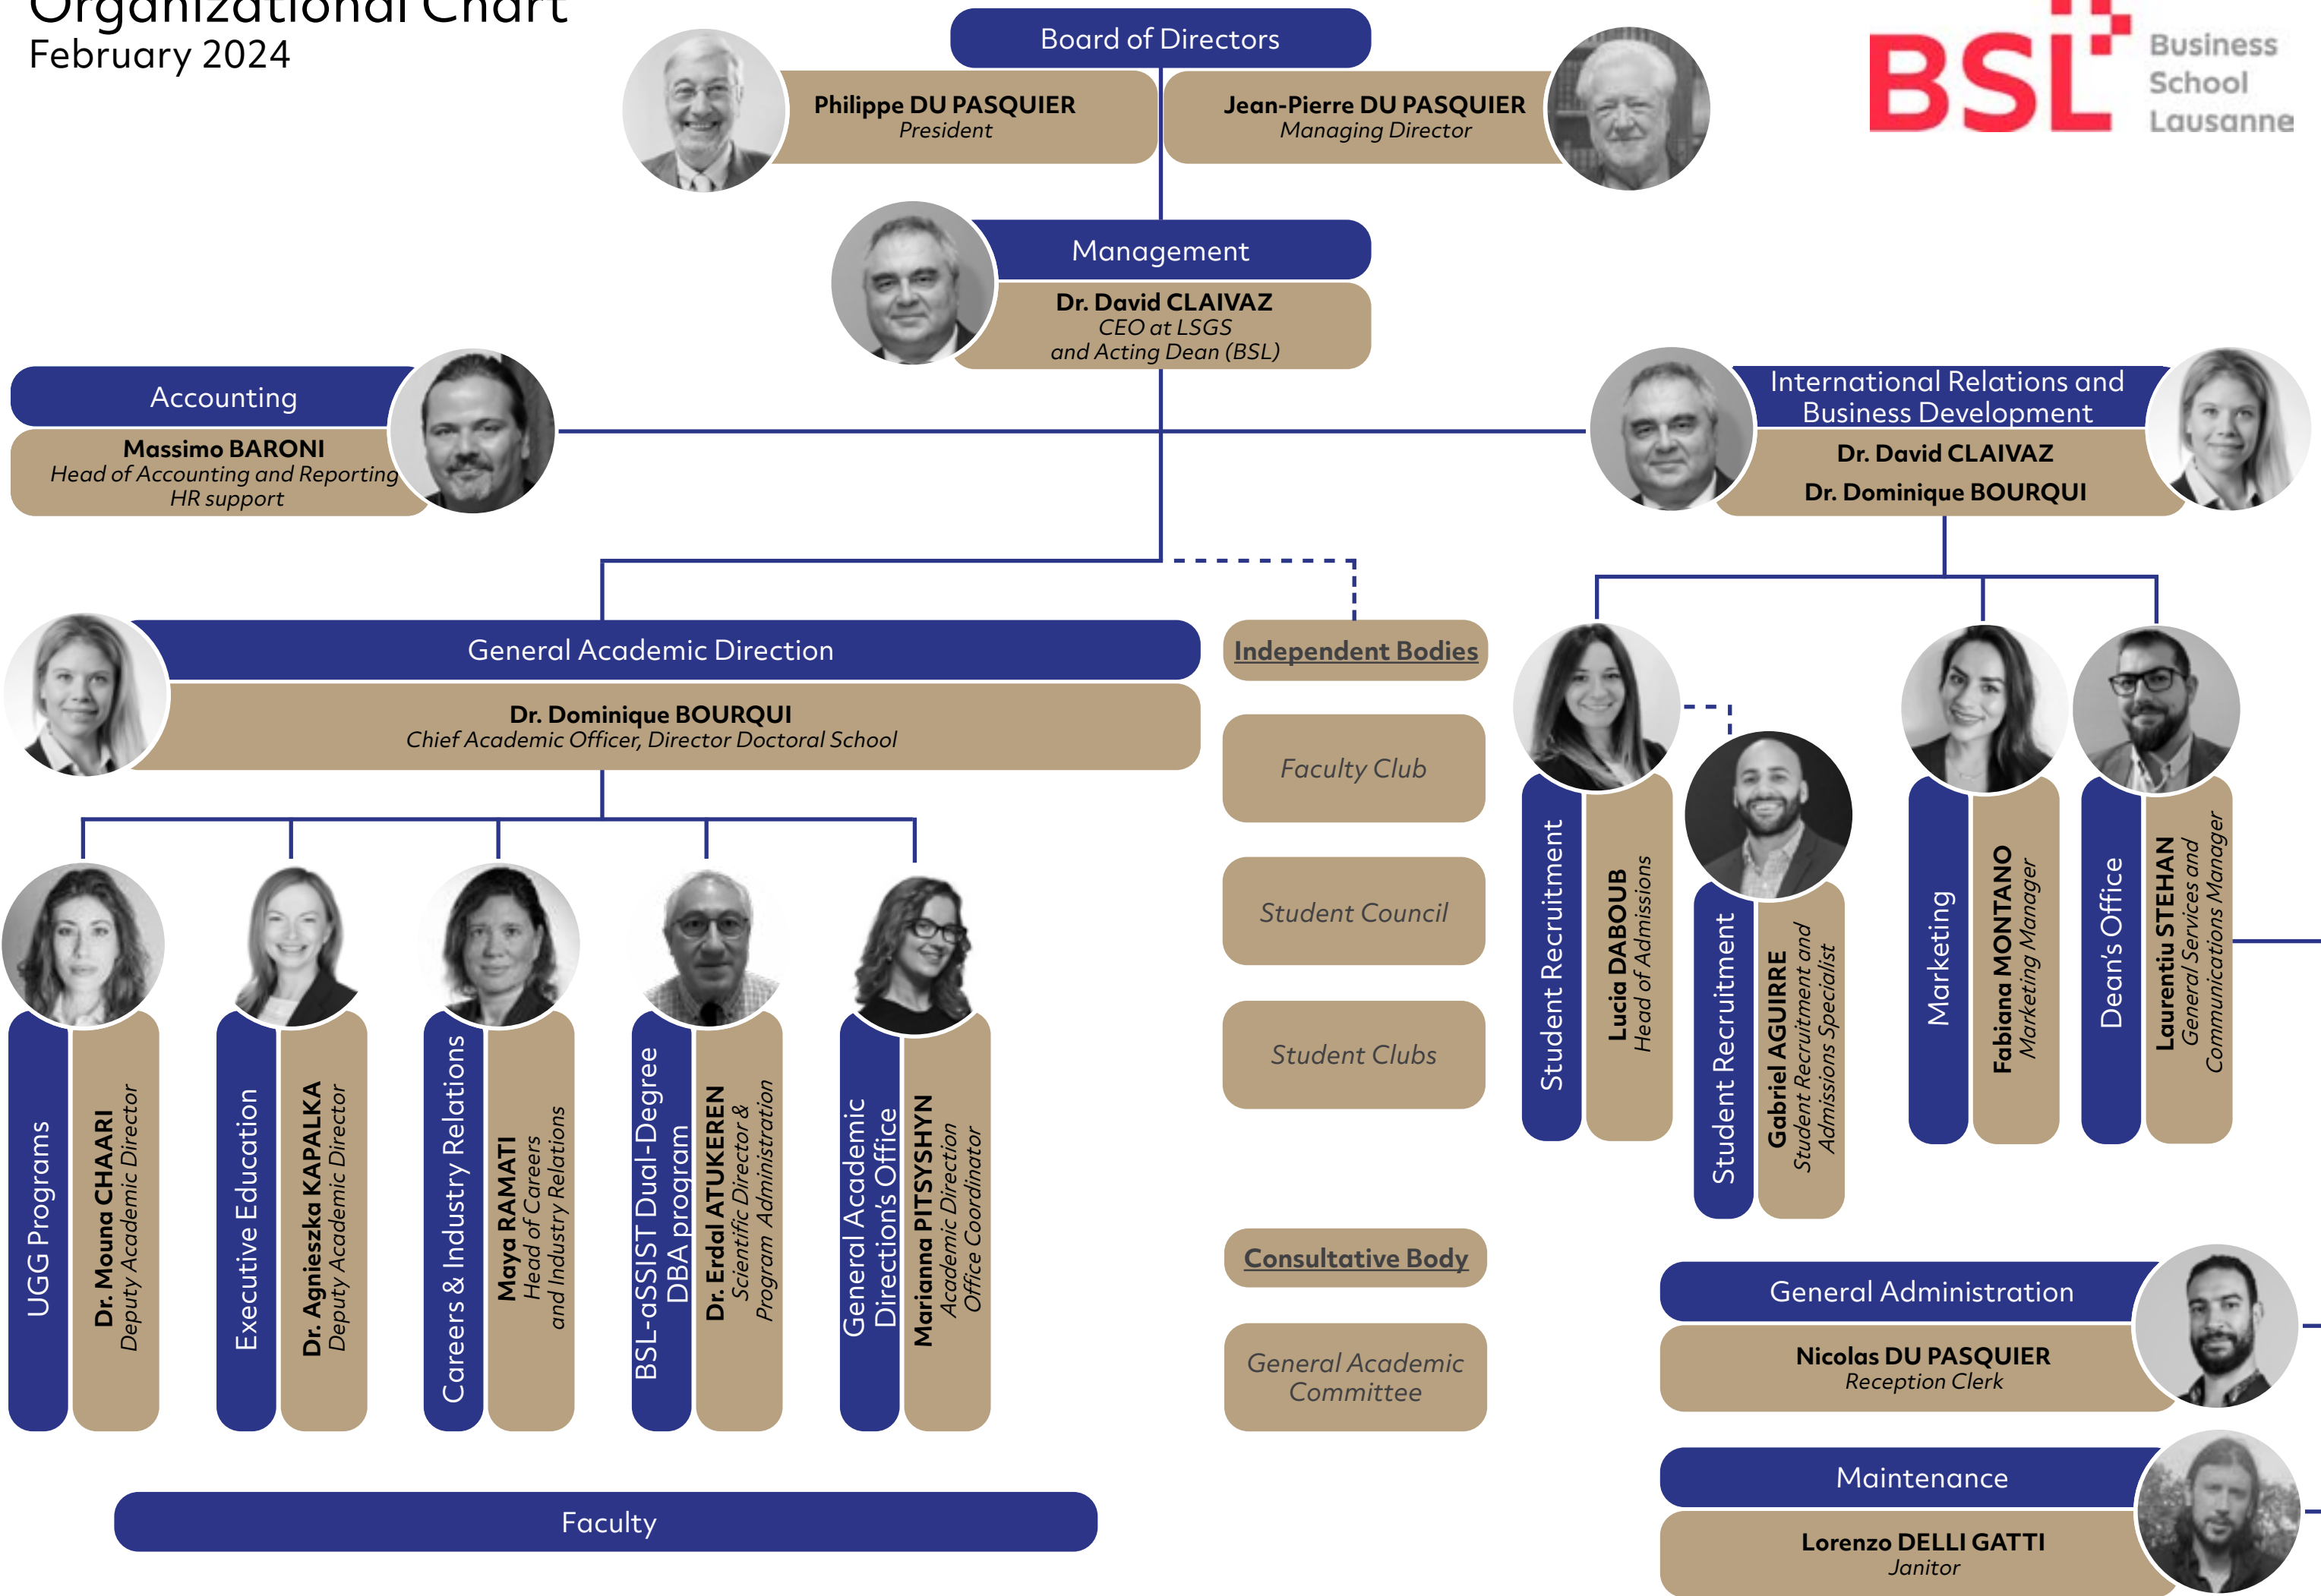 Organizational Chart
February 2024
BSL
Business
School
Lausanne
Board of Directors
Philippe DU PASQUIER
President
Jean-Pierre DU PASQUIER
Managing Director
Management
Dr. David CLAIVAZ
CEO at LSGS
and Acting Dean (BSL)
Accounting
Massimo BARONI
Head of Accounting and Reporting
HR support
International Relations and
Business Development
Dr. David CLAIVAZ
Dr. Dominique BOURQUI
General Academic Direction
Dr. Dominique BOURQUI
Chief Academic Officer, Director Doctoral School
UGG Programs
Dr. Mouna CHAARI
Deputy Academic Director
Executive Education
Dr. Agnieszka KAPALKA
Deputy Academic Director
Careers & Industry Relations
Maya RAMATI
Head of Careers
and Industry Relations
BSL-aSSIST Dual-Degree
DBA program
Dr. Erdal ATUKEREN
Scientific Director &
Program Administration
General Academic
Direction's Office
Marianna PITSYSHYN
Academic Direction
Office Coordinator
Faculty
Independent Bodies
Faculty Club
Student Council
Student Clubs
Consultative Body
General Academic
Committee
Student Recruitment
Lucia DABOUB
Head of Admissions
Student Recruitment
Gabriel AGUIRRE
Student Recruitment and
Admissions Specialist
Marketing
Fabiana MONTANO
Marketing Manager
Dean's Office
Laurentiu STEHAN
General Services and
Communications Manager
General Administration
Nicolas DU PASQUIER
Reception Clerk
Maintenance
Lorenzo DELLI GATTI
Janitor